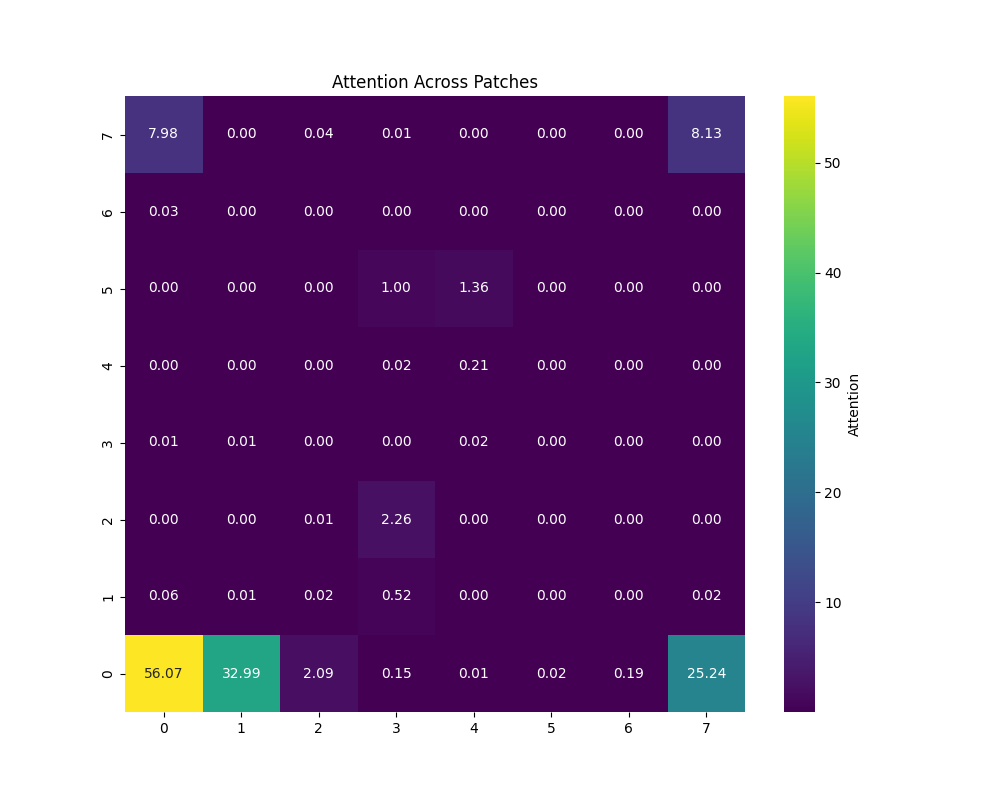 Attention Across Patches
7 7.98 0.00 0.04 0.01 0.00 0.00 0.00 8.13
6 0.03 0.00 0.00 0.00 0.00 0.00 0.00 0.00
5 0.00 0.00 0.00 1.00 1.36 0.00 0.00 0.00
4 0.00 0.00 0.00 0.02 0.21 0.00 0.00 0.00
3 0.01 0.01 0.00 0.00 0.02 0.00 0.00 0.00
2 0.00 0.00 0.01 2.26 0.00 0.00 0.00 0.00
1 0.06 0.01 0.02 0.52 0.00 0.00 0.00 0.02
0 56.07 32.99 2.09 0.15 0.01 0.02 0.19 25.24
0 1 2 3 4 5 6 7
50
40
30
20
10
Attention